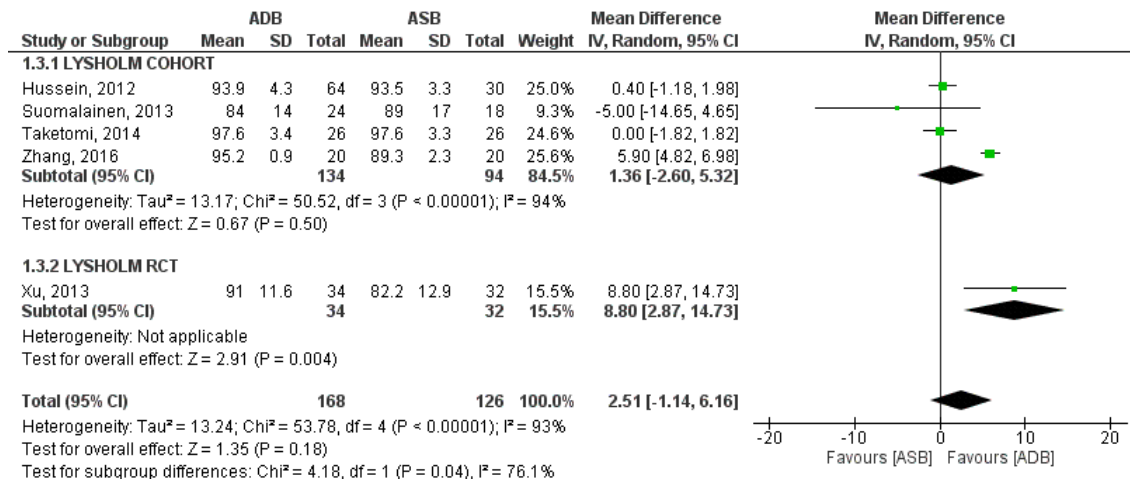 ADB ASB Mean Difference Mean Difference
Study or Subgroup Mean SD Total Mean SD Total Weight IV, Random, 95% CI IV, Random, 95% CI
1.3.1 LYSHOLM COHORT
Hussein, 2012 93.9 4.3 64 93.5 3.3 30 25.0% 0.40 [-1.18, 1.98]
Suomalainen, 2013 84 14 24 89 17 18 9.3% -5.00 [-14.65, 4.65]
Taketomi, 2014 97.6 3.4 26 97.6 3.3 26 24.6% 0.00 [-1.82, 1.82]
Zhang, 2016 95.2 0.9 20 89.3 2.3 20 25.6% 5.90 [4.82, 6.98]
Subtotal (95% CI) 134 94 84.5% 1.36 [-2.60, 5.32]
Heterogeneity: Tau² = 13.17; Chi² = 50.52, df = 3 (P < 0.00001); I² = 94%
Test for overall effect: Z = 0.67 (P = 0.50)
1.3.2 LYSHOLM RCT
Xu, 2013 91 11.6 34 82.2 12.9 32 15.5% 8.80 [2.87, 14.73]
Subtotal (95% CI) 34 32 15.5% 8.80 [2.87, 14.73]
Heterogeneity: Not applicable
Test for overall effect: Z = 2.91 (P = 0.004)
Total (95% CI) 168 126 100.0% 2.51 [-1.14, 6.16]
Heterogeneity: Tau² = 13.24; Chi² = 53.78, df = 4 (P < 0.00001); I² = 93%
Test for overall effect: Z = 1.35 (P = 0.18)
Test for subgroup differences: Chi² = 4.18, df = 1 (P = 0.04), I² = 76.1%
-20 -10 0 10 20
Favours [ASB] Favours [ADB]